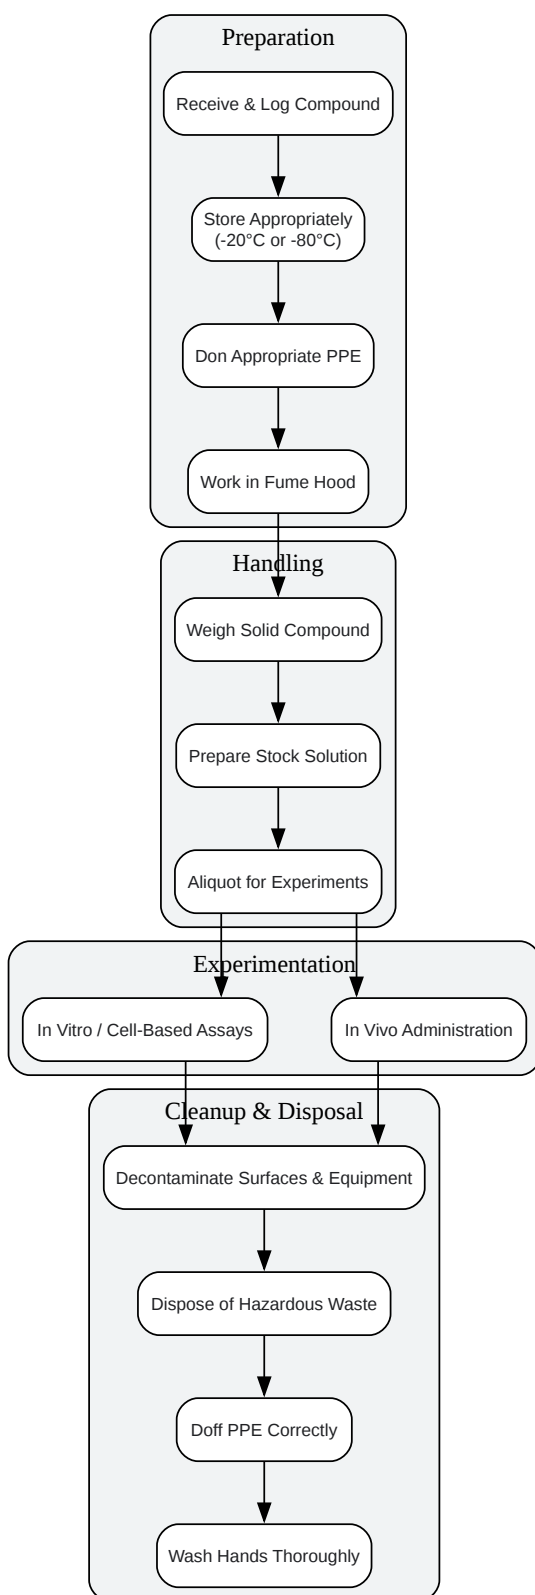 Preparation
Receive & Log Compound
Store Appropriately
(-20°C or -80°C)
Don Appropriate PPE
Work in Fume Hood
Handling
Weigh Solid Compound
Prepare Stock Solution
Aliquot for Experiments
Experimentation
In Vitro / Cell-Based Assays
In Vivo Administration
Cleanup & Disposal
Decontaminate Surfaces & Equipment
Dispose of Hazardous Waste
Doff PPE Correctly
Wash Hands Thoroughly